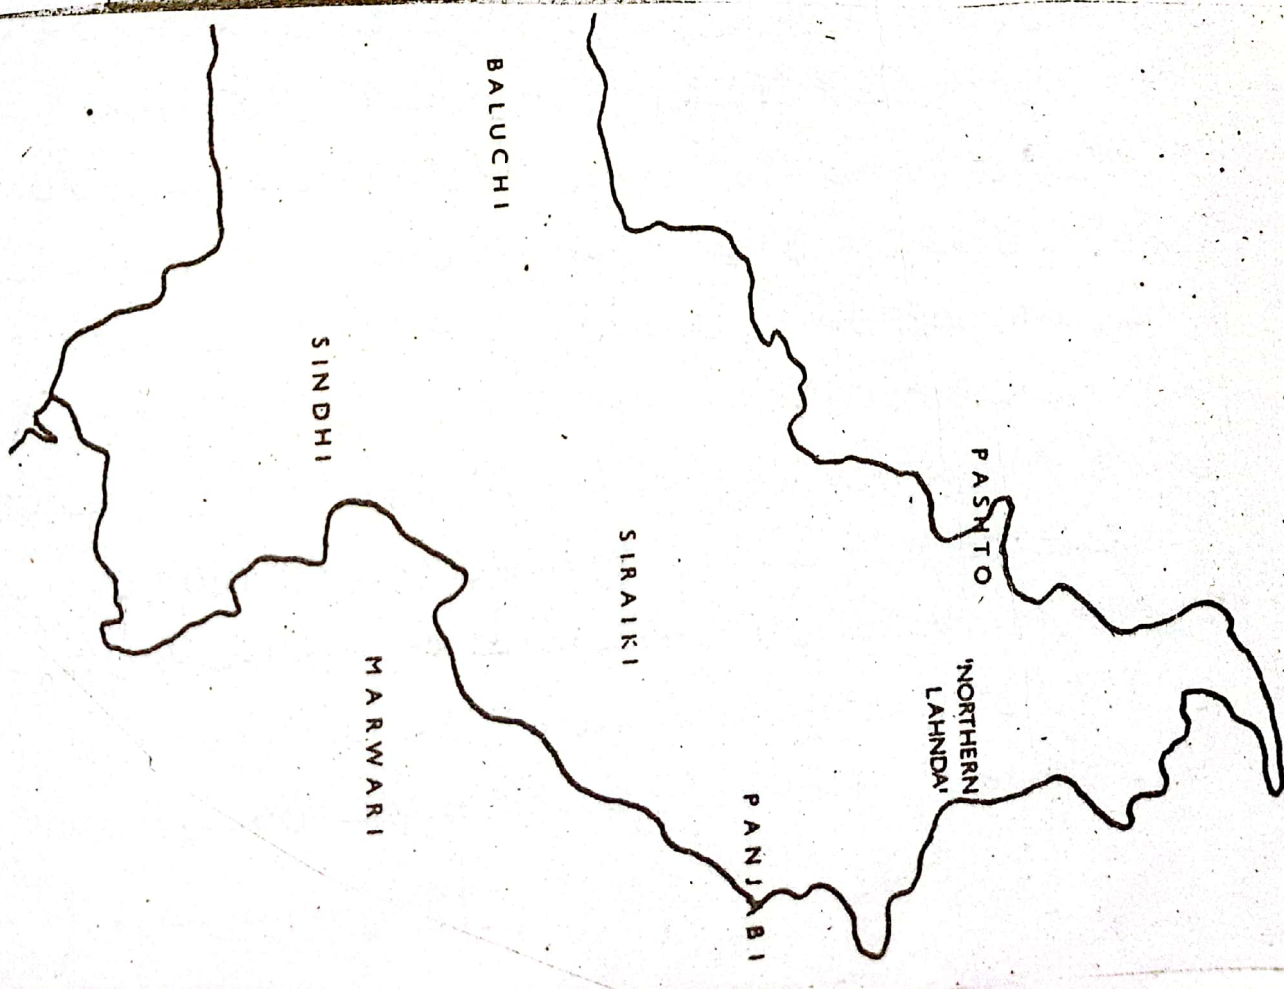 PASHTO
'NORTHERN
LAHNDA'
PANJABI
SIRAIKI
BALUCHI
MARWARI
SINDHI